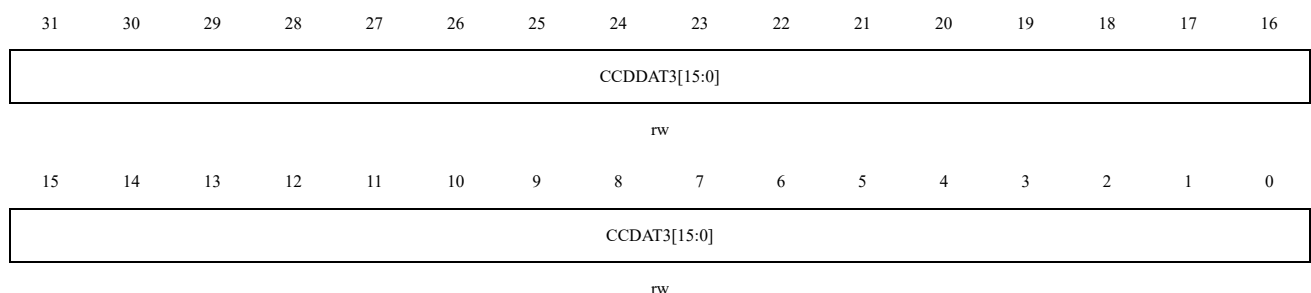 31 30 29 28 27 26 25 24 23 22 21 20 19 18 17 16
CCDDAT3[15:0]
rw
15 14 13 12 11 10 9 8 7 6 5 4 3 2 1 0
CCDAT3[15:0]
rw